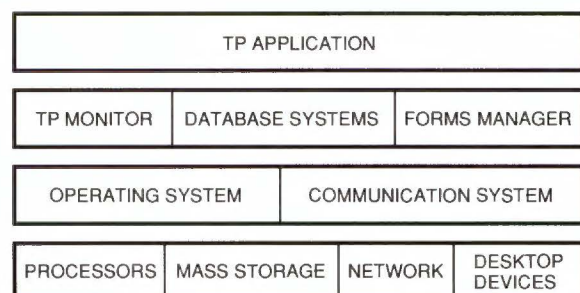 TP APPLICATION
TP MONITOR DATABASE SYSTEMS FORMS MANAGER
OPERATING SYSTEM COMMUNICATION SYSTEM
PROCESSORS MASS STORAGE NETWORK DESKTOP
DEVICES